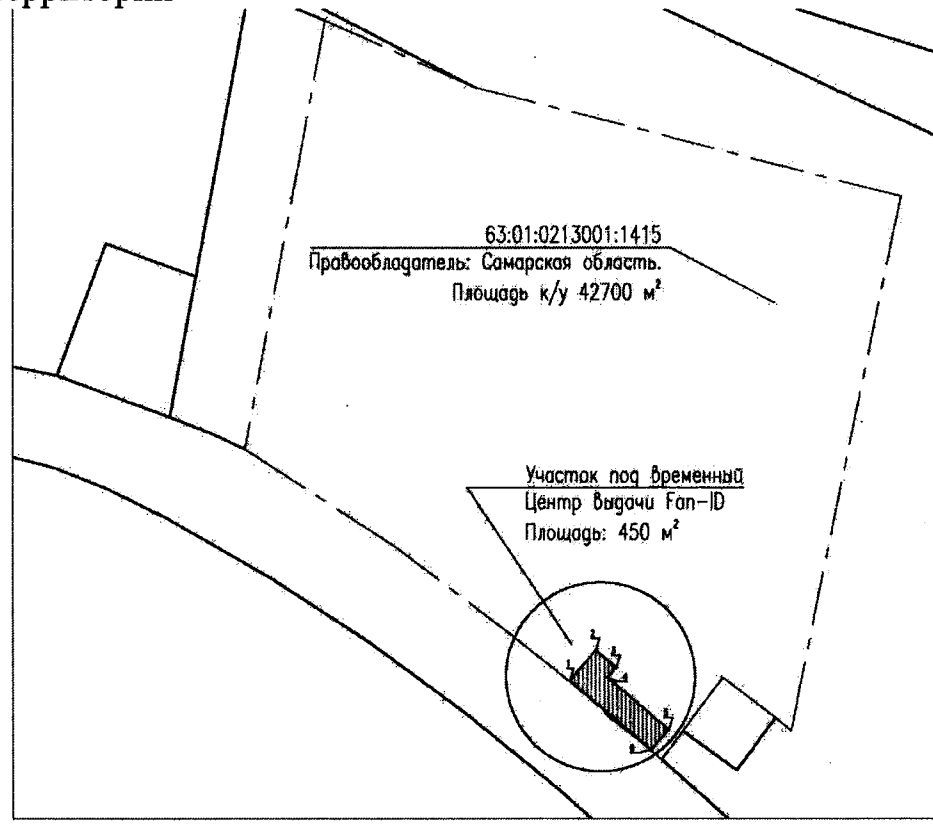 63:01:0213001:1415
Правообладатель: Самарская область.
Площадь к/у 42700 м²
Участок под временный
Центр выдачи Fan-ID
Площадь: 450 м²